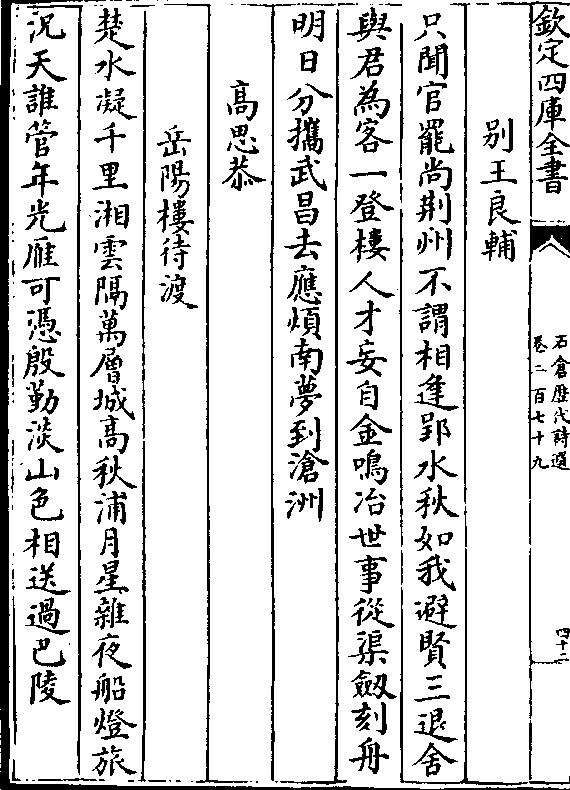 欽定四庫全書
石倉歴代詩選
卷二百七十九
四十二
别王良輔
只聞官罷尚荆州不謂相逢郢水秋如我避賢三退舍
與君為客一登樓人才妄自金鳴冶世事從渠劔刻舟
明日分攜武昌去應煩南夢到滄洲
高思恭
岳陽樓待渡
楚水凝千里湘雲隔萬層城高秋浦月星雜夜船燈旅
况天誰管年光雁可憑殷勤淡山色相送過巴陵